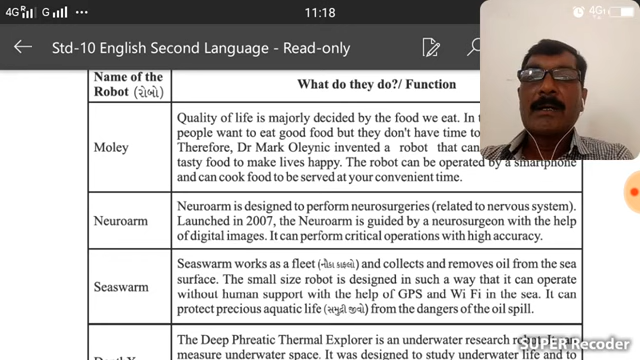 4G G 11:18 4G
Std-10 English Second Language – Read-only
Name of the
Robot (રોબો)
What do they do?/ Function
Moley
Quality of life is majorly decided by the food we eat. In t
people want to eat good food but they don't have time to
Therefore, Dr Mark Oleynic invented a robot that can
tasty food to make lives happy. The robot can be operated by a smartphone
and can cook food to be served at your convenient time.
Neuroarm
Neuroarm is designed to perform neurosurgeries (related to nervous system).
Launched in 2007, the Neuroarm is guided by a neurosurgeon with the help
of digital images. It can perform critical operations with high accuracy.
Seaswarm
Seaswarm works as a fleet (નૌકા કાફલો) and collects and removes oil from the sea
surface. The small size robot is designed in such a way that it can operate
without human support with the help of GPS and Wi Fi in the sea. It can
protect precious aquatic life (સમુદ્રી જીવો) from the dangers of the oil spill.
The Deep Phreatic Thermal Explorer is an underwater research
measure underwater space. It was designed to study underwater life and
SUPER Recorder